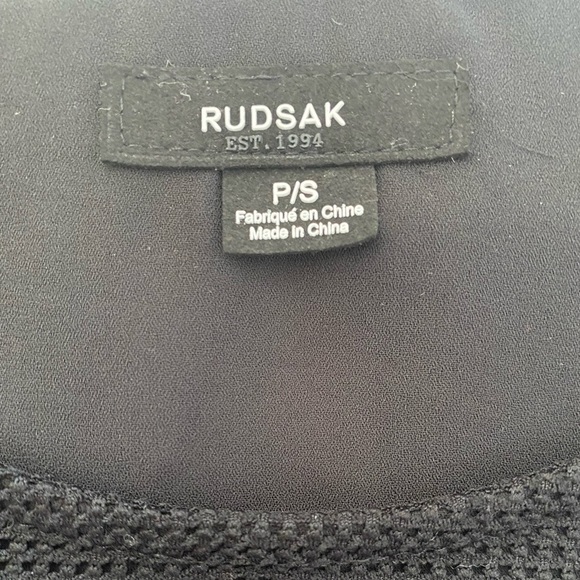 RUDSAK
EST. 1994
P/S
Fabriqué en Chine
Made in China